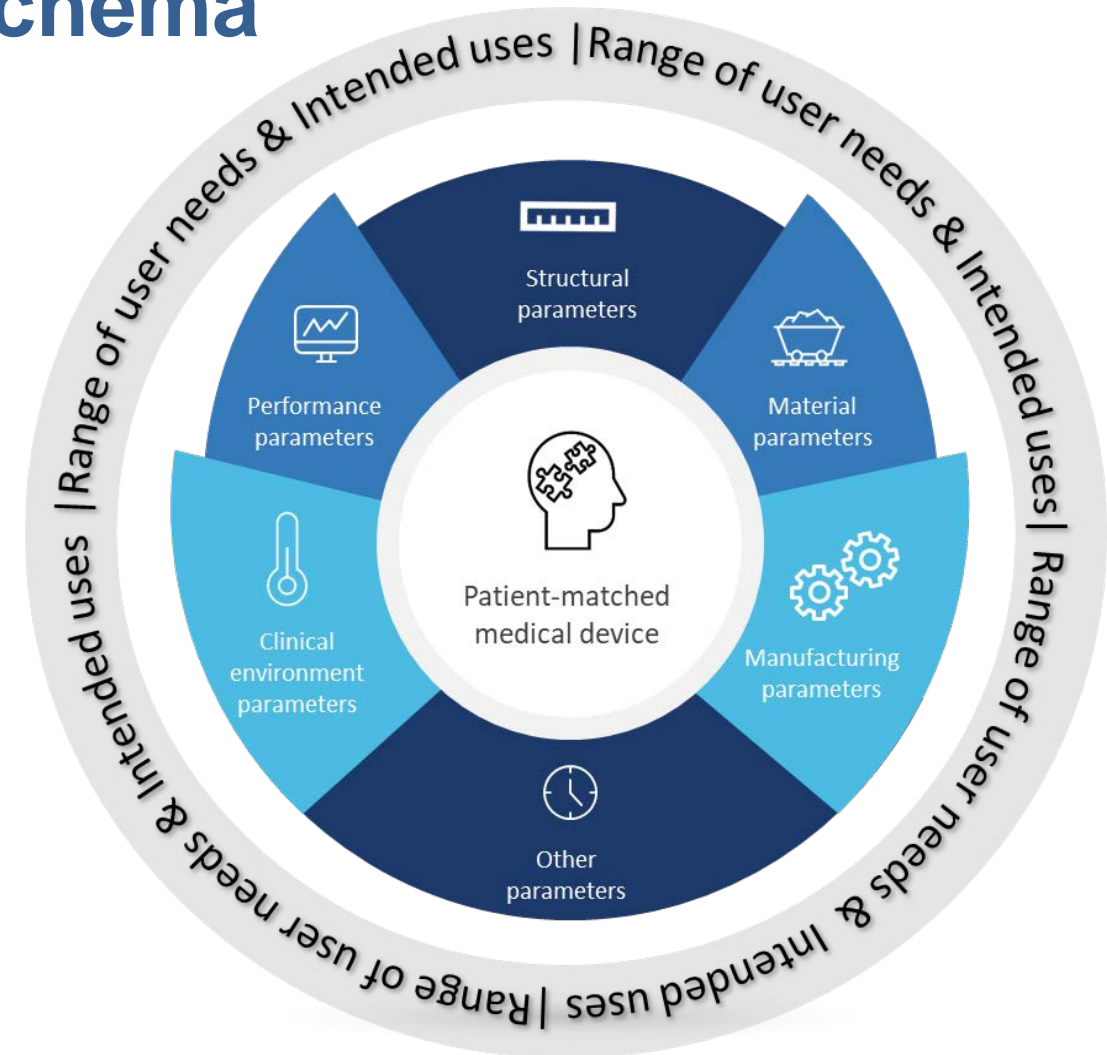 chema
Range of user needs & Intended uses |Range of user needs & Intended uses| Range of user needs & Intended uses |Range of user needs & Intended uses |
Structural
parameters
Performance
parameters
Material
parameters
Patient-matched
medical device
Clinical
environment
parameters
Manufacturing
parameters
Other
parameters